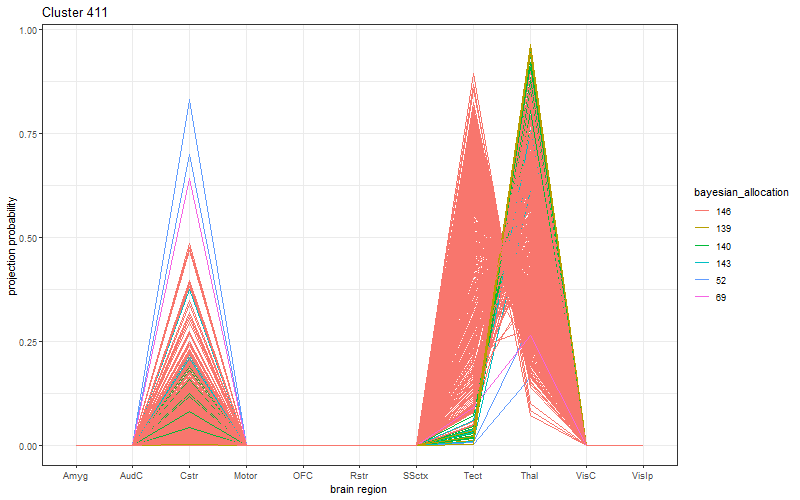 Cluster 411
1.00
0.75
0.50
0.25
0.00
projection probability
Amyg AudC Cstr Motor OFC Rstr SSctx Tect Thal VisC VisIp
brain region
bayesian_allocation
146
139
140
143
52
69